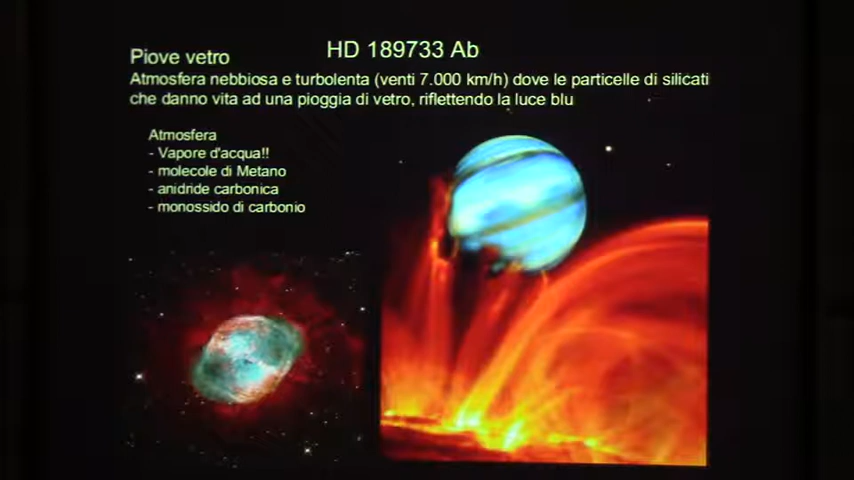 HD 189733 Ab
Piove vetro
Atmosfera nebbiosa e turbolenta (venti 7.000 km/h) dove le particelle di silicati
che danno vita ad una pioggia di vetro, riflettendo la luce blu
Atmosfera
- Vapore d'acqua!!
- molecole di Metano
- anidride carbonica
- monossido di carbonio